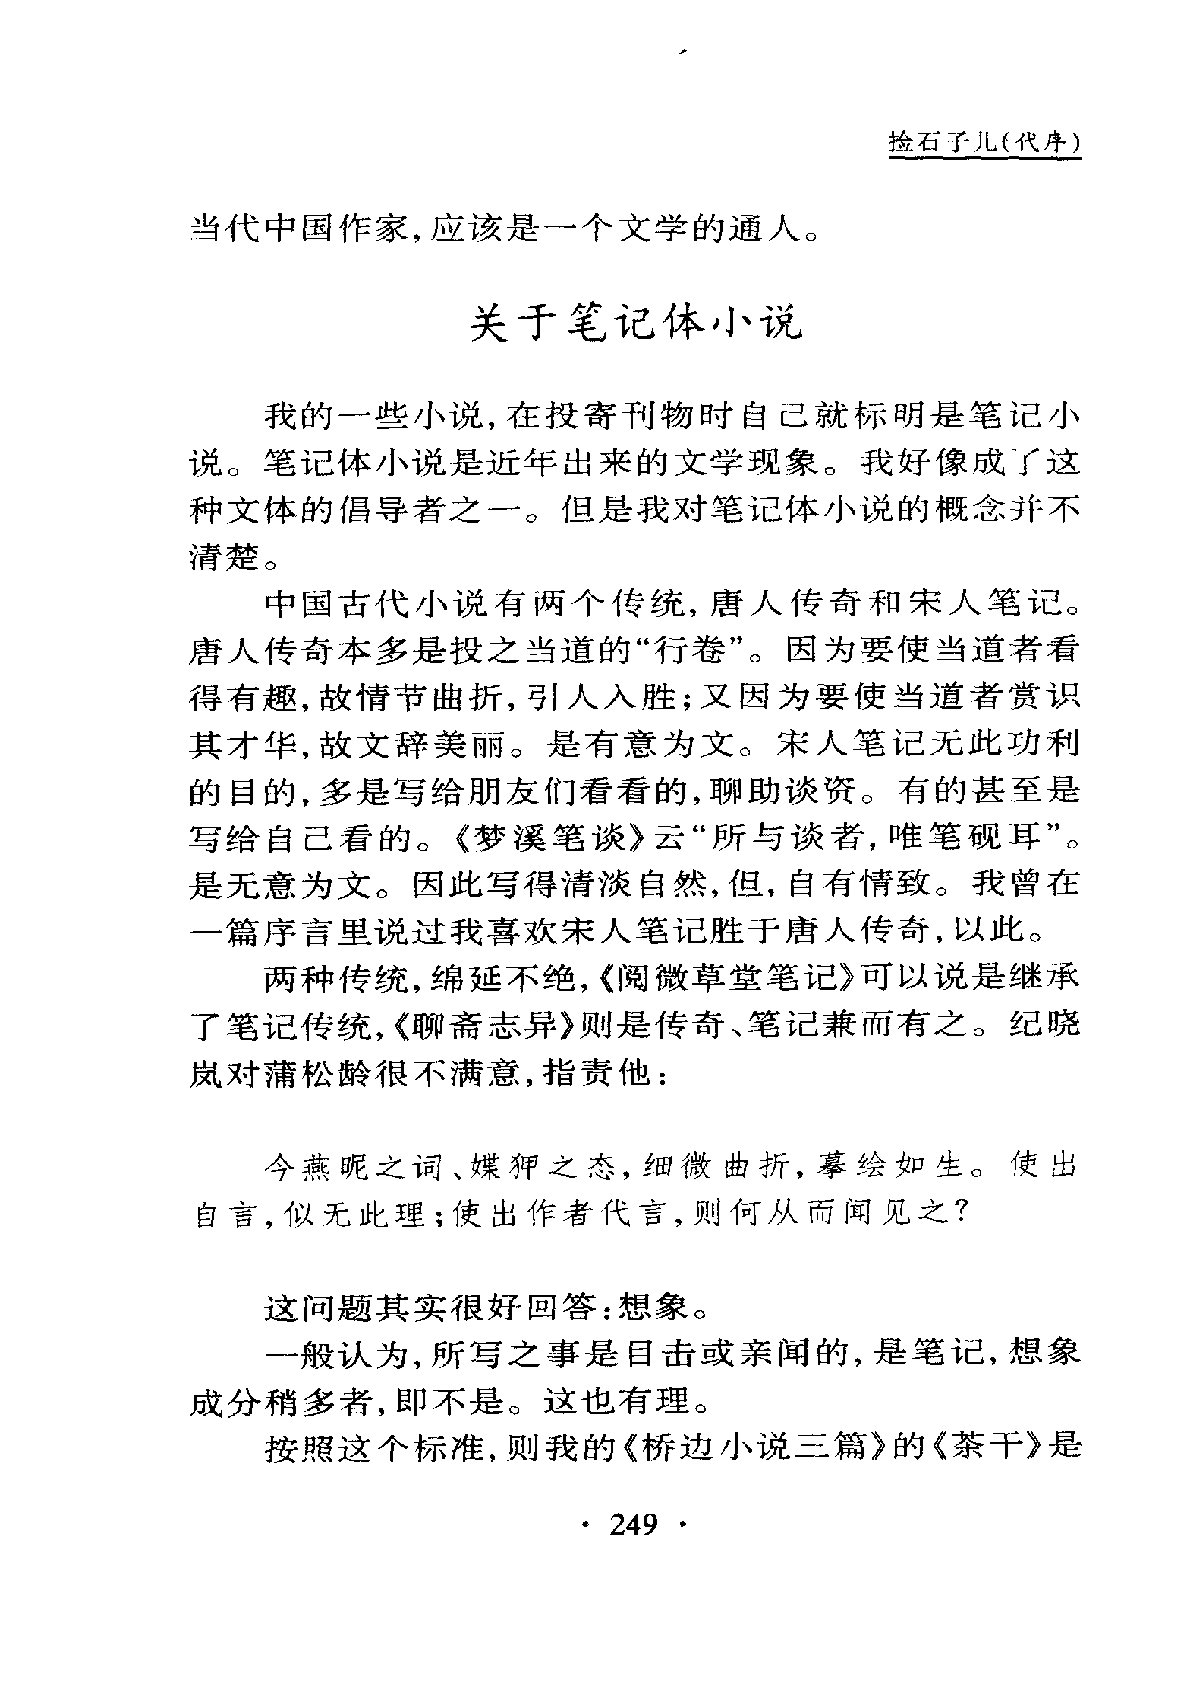 捡石子儿(代序)
当代中国作家,应该是一个文学的通人。
关于笔记体小说
我的一些小说,在投寄刊物时自己就标明是笔记小
说。笔记体小说是近年出来的文学现象。我好像成了这
种文体的倡导者之一。但是我对笔记体小说的概念并不
清楚。
中国古代小说有两个传统,唐人传奇和宋人笔记。
唐人传奇本多是投之当道的“行卷”。因为要使当道者看
得有趣,故情节曲折,引人入胜;又因为要使当道者赏识
其才华,故文辞美丽。是有意为文。宋人笔记无此功利
的目的,多是写给朋友们看看的,聊助谈资。有的甚至是
写给自己看的。《梦溪笔谈》云“所与谈者,唯笔砚耳”。
是无意为文。因此写得清淡自然,但,自有情致。我曾在
一篇序言里说过我喜欢宋人笔记胜于唐人传奇,以此。
两种传统,绵延不绝,《阅微草堂笔记》可以说是继承
了笔记传统,《聊斋志异》则是传奇、笔记兼而有之。纪晓
岚对蒲松龄很不满意,指责他:
今燕昵之词、媟狎之态,细微曲折,摹绘如生。使出
自言,似无此理;使出作者代言,则何从而闻见之?
这问题其实很好回答:想象。
一般认为,所写之事是目击或亲闻的,是笔记,想象
成分稍多者,即不是。这也有理。
按照这个标准,则我的《桥边小说三篇》的《茶干》是
· 249 ·